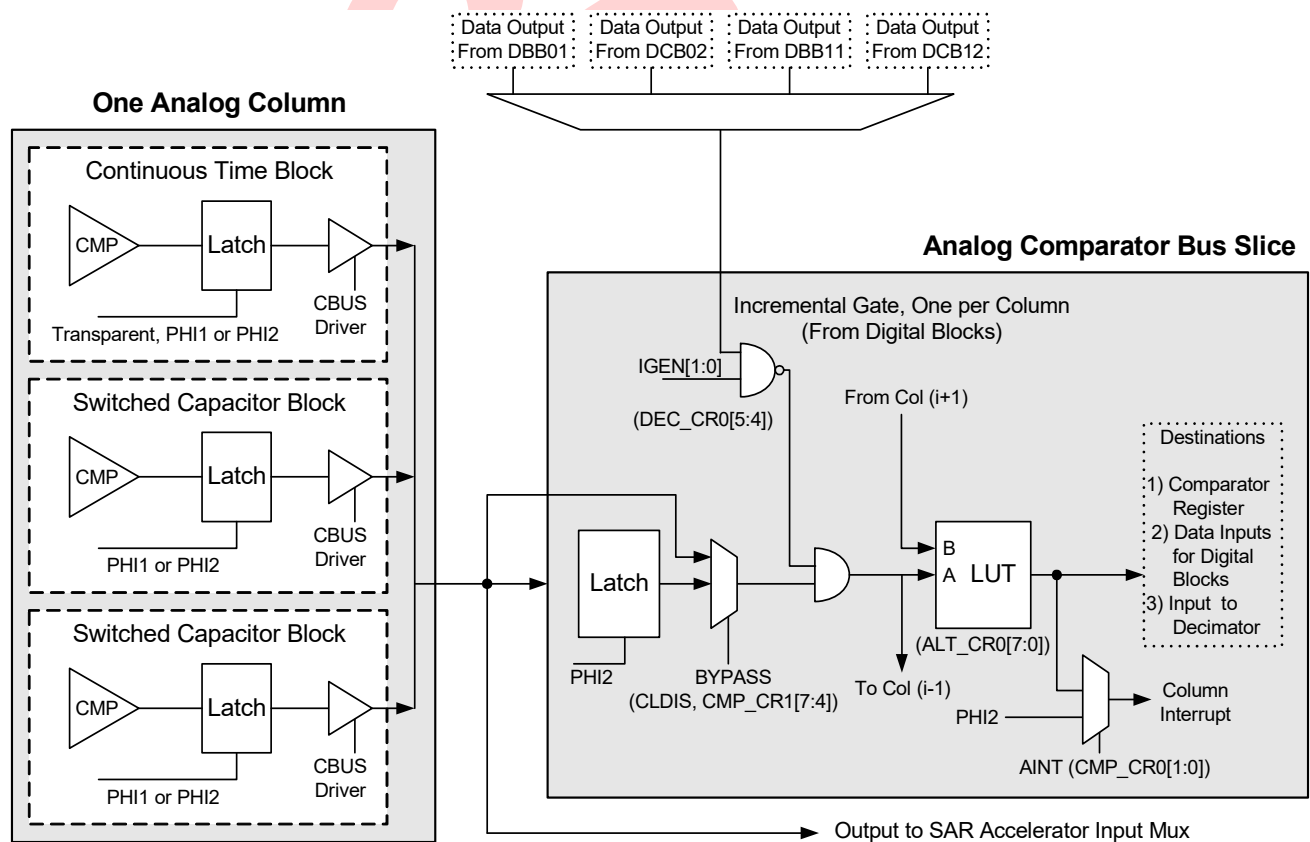 Data Output
From DBB01
Data Output
From DCB02
Data Output
From DBB11
Data Output
From DCB12
One Analog Column
Continuous Time Block
CMP
Latch
CBUS
Driver
Transparent, PHI1 or PHI2
Switched Capacitor Block
CMP
Latch
CBUS
Driver
PHI1 or PHI2
Switched Capacitor Block
CMP
Latch
CBUS
Driver
PHI1 or PHI2
Analog Comparator Bus Slice
Incremental Gate, One per Column
(From Digital Blocks)
IGEN[1:0]
(DEC_CR0[5:4])
From Col (i+1)
Latch
PHI2
BYPASS
(CLDIS, CMP_CR1[7:4])
B
A LUT
(ALT_CR0[7:0])
To Col (i-1)
Destinations
1) Comparator
Register
2) Data Inputs
for Digital
Blocks
3) Input to
Decimator
PHI2
Column
Interrupt
AINT (CMP_CR0[1:0])
Output to SAR Accelerator Input Mux